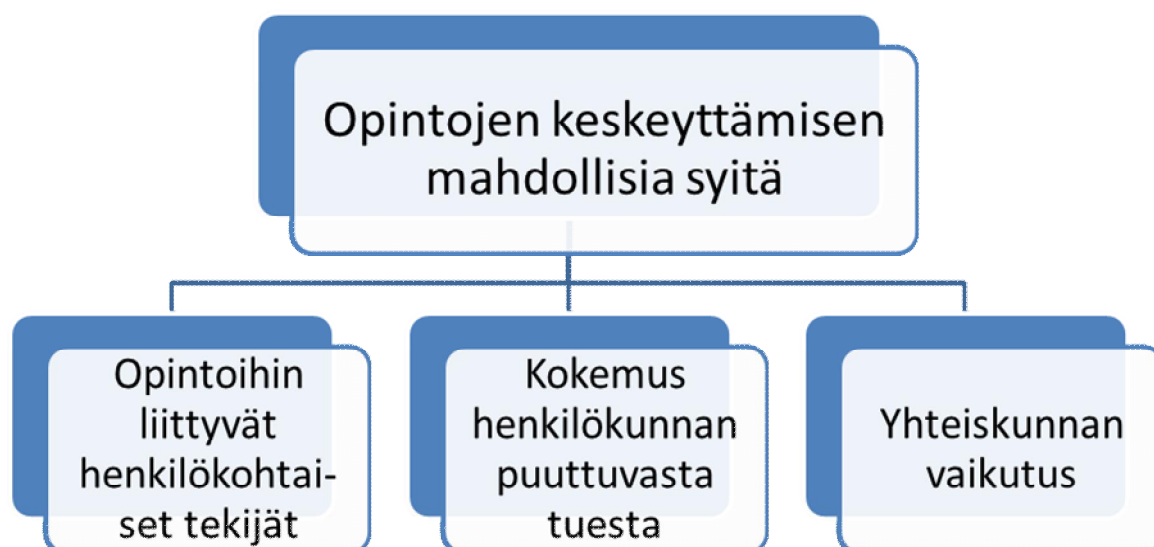 Opintojen keskeyttämisen
mahdollisia syitä
Opintoihin
liittyvät
henkilökohtai-
set tekijät
Kokemus
henkilökunnan
puuttuvasta
tuesta
Yhteiskunnan
vaikutus